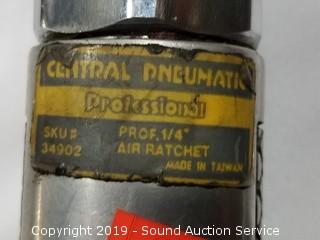 CENTRAL PNEUMATIC
Professional
SKU# PROF. 1/4"
34902 AIR RATCHET
MADE IN TAIWAN
Copyright 2019 - Sound Auction Service